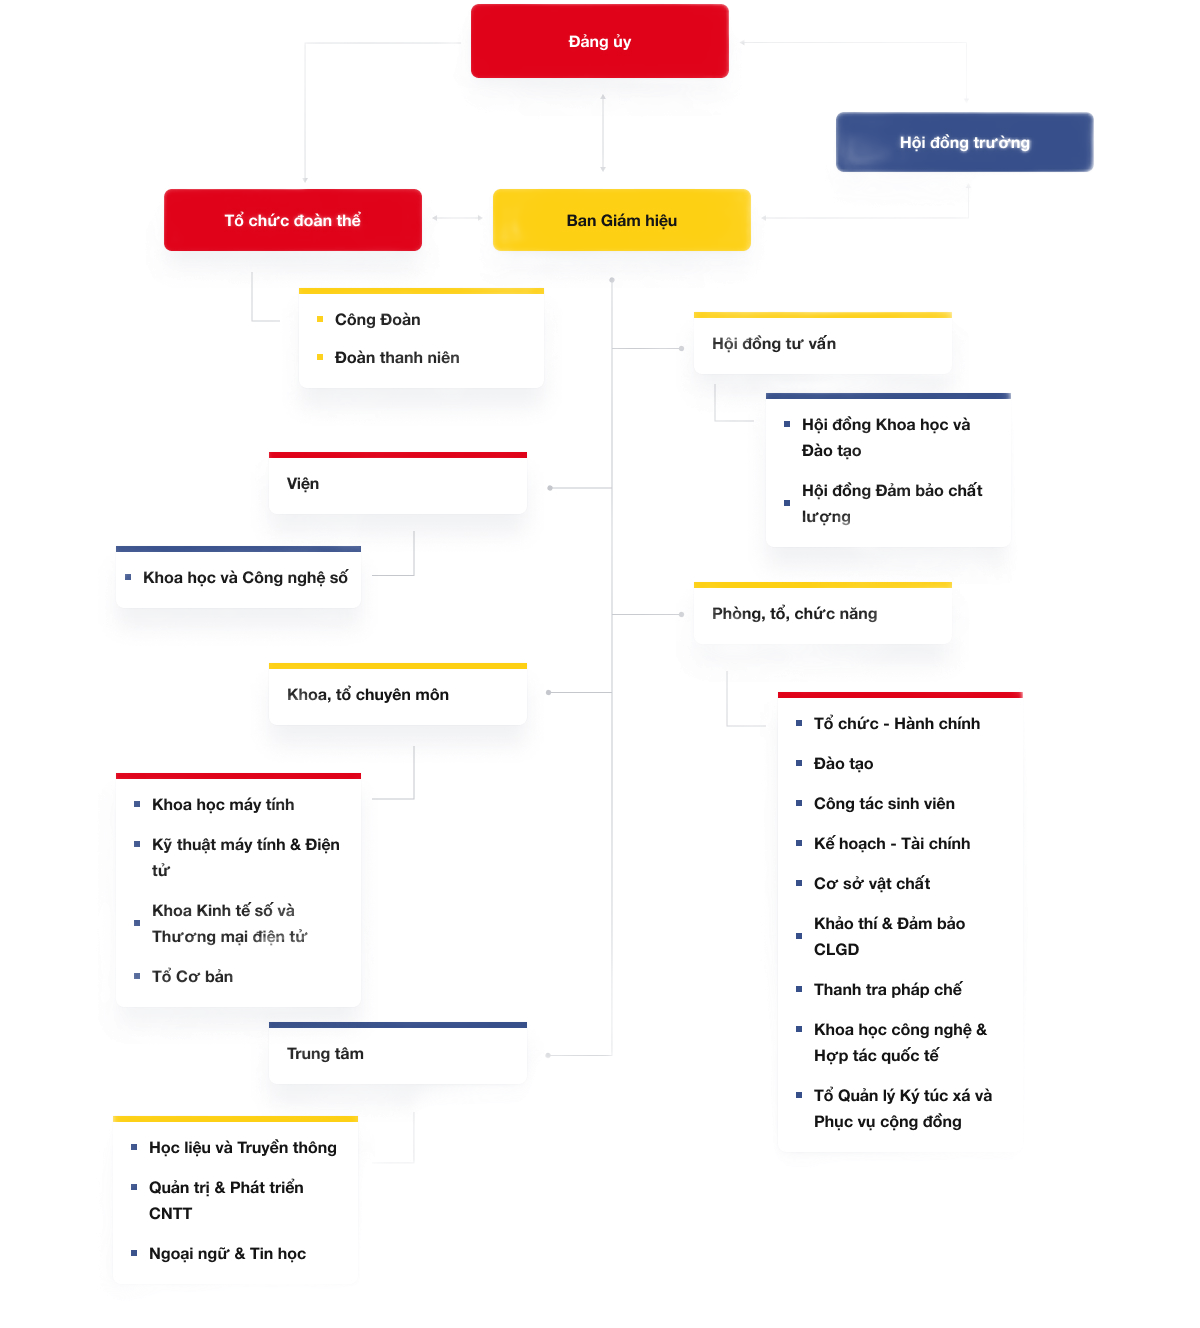 Đảng ủy
Hội đồng trường
Tổ chức đoàn thể
Ban Giám hiệu
Công Đoàn
Đoàn thanh niên
Hội đồng tư vấn
Hội đồng Khoa học và
Đào tạo
Hội đồng Đảm bảo chất
lượng
Viện
Khoa học và Công nghệ số
Phòng, tổ, chức năng
Khoa, tổ chuyên môn
Khoa học máy tính
Kỹ thuật máy tính & Điện
tử
Khoa Kinh tế số và
Thương mại điện tử
Tổ Cơ bản
Tổ chức - Hành chính
Đào tạo
Công tác sinh viên
Kế hoạch - Tài chính
Cơ sở vật chất
Khảo thí & Đảm bảo
CLGD
Thanh tra pháp chế
Khoa học công nghệ &
Hợp tác quốc tế
Tổ Quản lý Ký túc xá và
Phục vụ cộng đồng
Trung tâm
Học liệu và Truyền thông
Quản trị & Phát triển
CNTT
Ngoại ngữ & Tin học